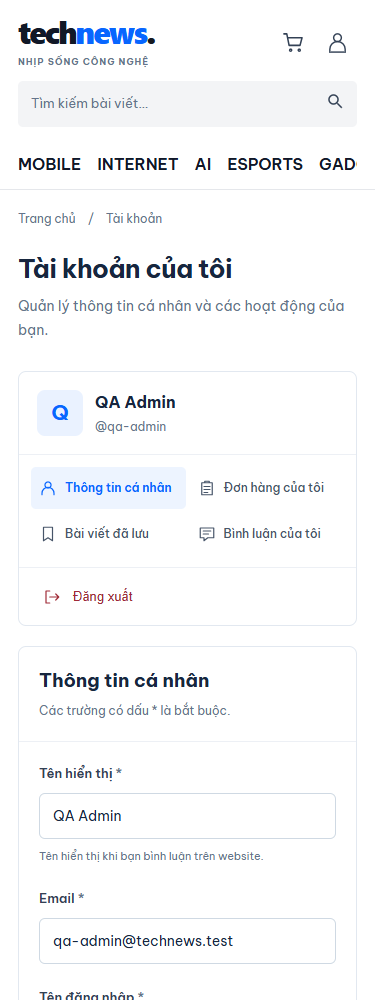 technews.
NHỊP SỐNG CÔNG NGHỆ
Tìm kiếm bài viết...
MOBILE INTERNET AI ESPORTS
Trang chủ / Tài khoản
Tài khoản của tôi
Quản lý thông tin cá nhân và các hoạt động của
bạn.
Q
QA Admin
@qa-admin
Thông tin cá nhân
Đơn hàng của tôi
Bài viết đã lưu
Bình luận của tôi
Đăng xuất
Thông tin cá nhân
Các trường có dấu * là bắt buộc.
Tên hiển thị *
QA Admin
Tên hiển thị khi bạn bình luận trên website.
Email *
qa-admin@technews.test
Tên đăng nhập *